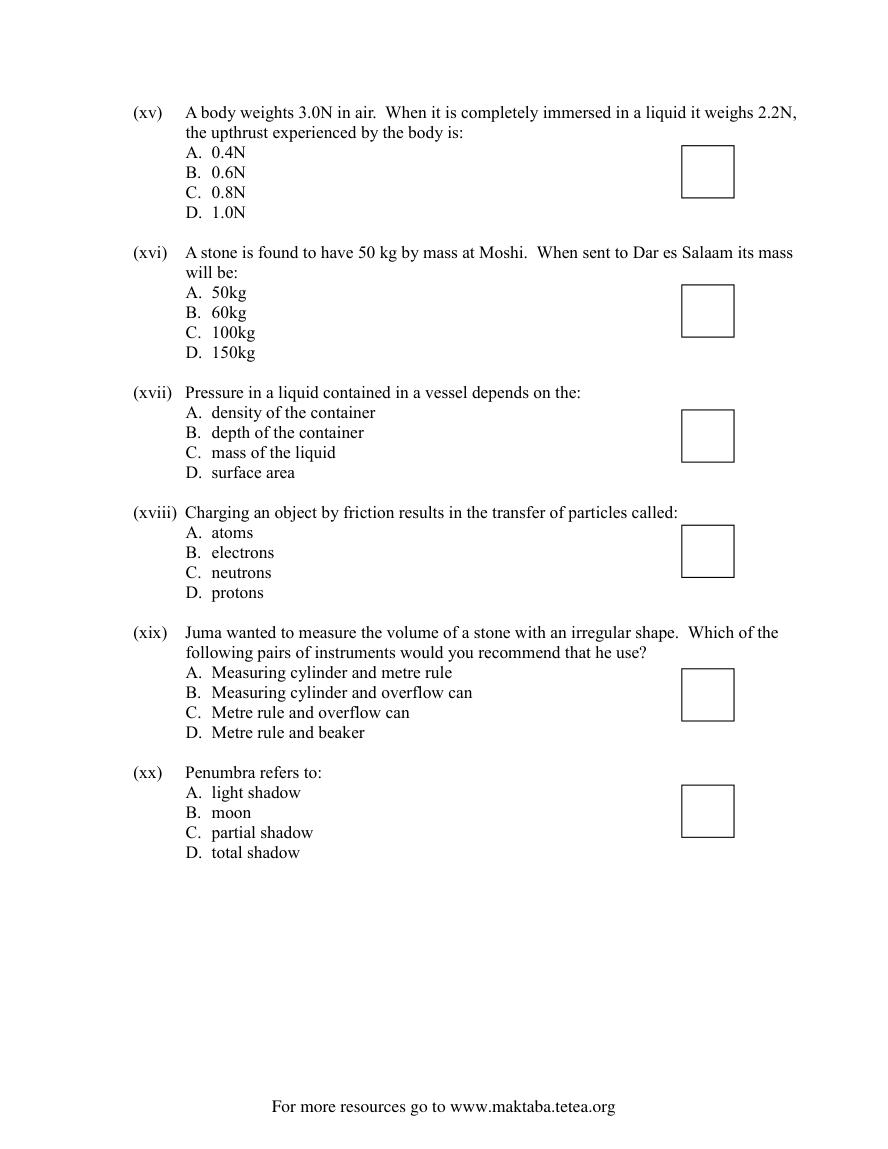 (xv) A body weights 3.0N in air. When it is completely immersed in a liquid it weighs 2.2N,
the upthrust experienced by the body is:
A. 0.4N
B. 0.6N
C. 0.8N
D. 1.0N
(xvi) A stone is found to have 50 kg by mass at Moshi. When sent to Dar es Salaam its mass
will be:
A. 50kg
B. 60kg
C. 100kg
D. 150kg
(xvii) Pressure in a liquid contained in a vessel depends on the:
A. density of the container
B. depth of the container
C. mass of the liquid
D. surface area
(xviii) Charging an object by friction results in the transfer of particles called:
A. atoms
B. electrons
C. neutrons
D. protons
(xix) Juma wanted to measure the volume of a stone with an irregular shape. Which of the
following pairs of instruments would you recommend that he use?
A. Measuring cylinder and metre rule
B. Measuring cylinder and overflow can
C. Metre rule and overflow can
D. Metre rule and beaker
(xx) Penumbra refers to:
A. light shadow
B. moon
C. partial shadow
D. total shadow
For more resources go to www.maktaba.tetea.org